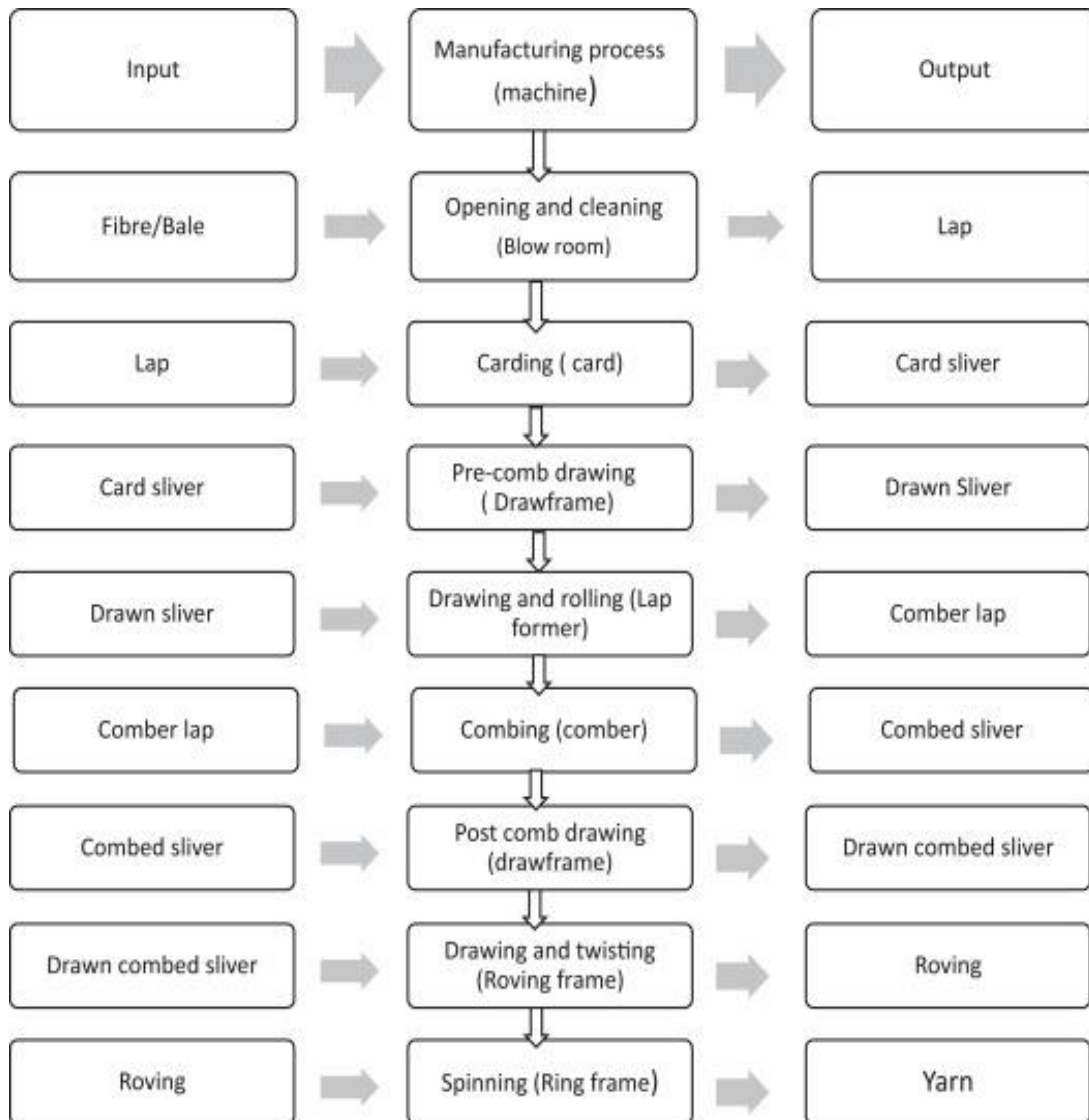 Input
Manufacturing process
(machine)
Output
Fibre/Bale
Opening and cleaning
(Blow room)
Lap
Lap
Carding ( card)
Card sliver
Card sliver
Pre-comb drawing
( Drawframe)
Drawn Sliver
Drawn sliver
Drawing and rolling (Lap
former)
Comber lap
Comber lap
Combing (comber)
Combed sliver
Combed sliver
Post comb drawing
(drawframe)
Drawn combed sliver
Drawn combed sliver
Drawing and twisting
(Roving frame)
Roving
Roving
Spinning (Ring frame)
Yarn